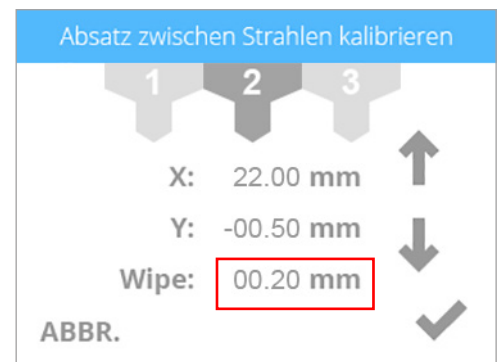 Absatz zwischen Strahlen kalibrieren
1 2 3
X: 22.00 mm
Y: -00.50 mm
Wipe: 00.20 mm
ABBR.